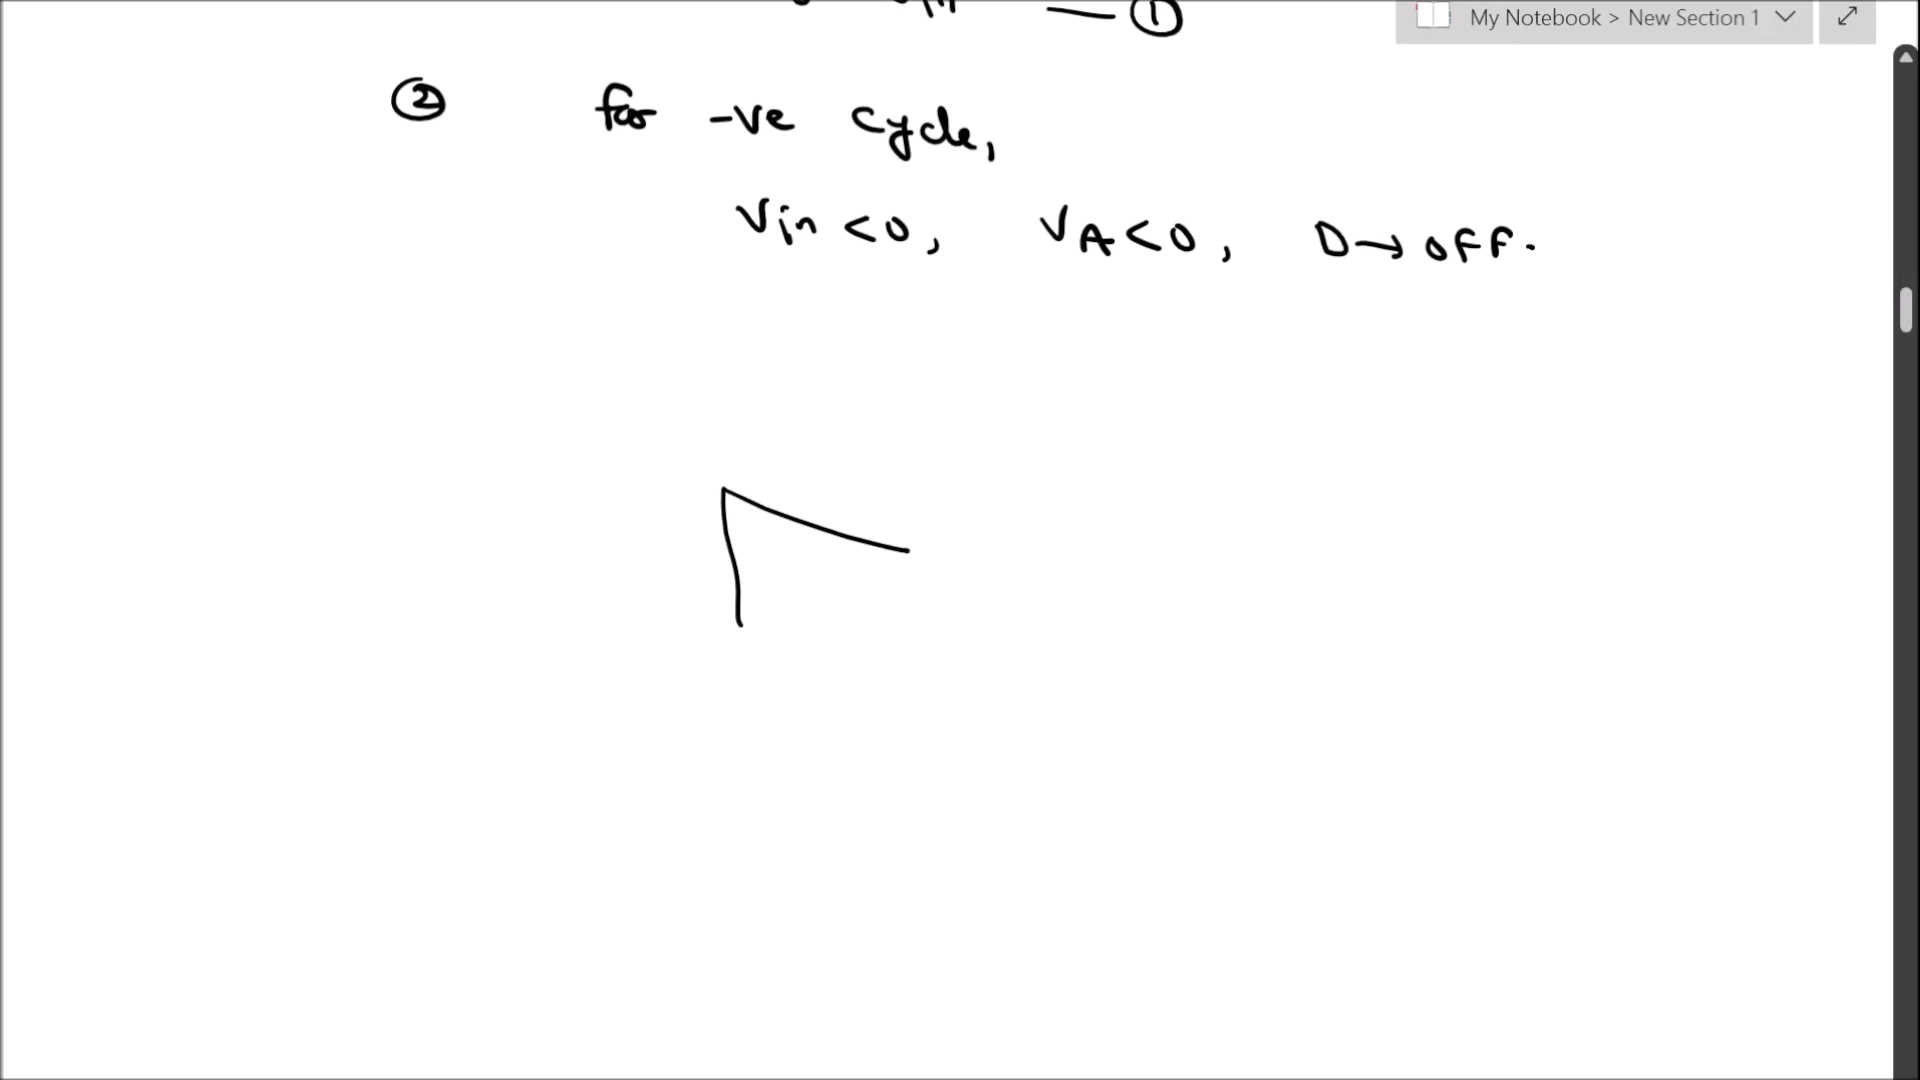 — ①
My Notebook > New Section 1
② for -ve cycle,
Vin < 0, VA < 0, D → OFF.